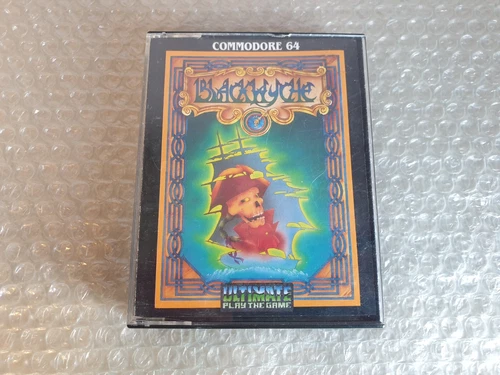 COMMODORE 64
BLACKWYCHE
ULTIMATE
PLAY THE GAME